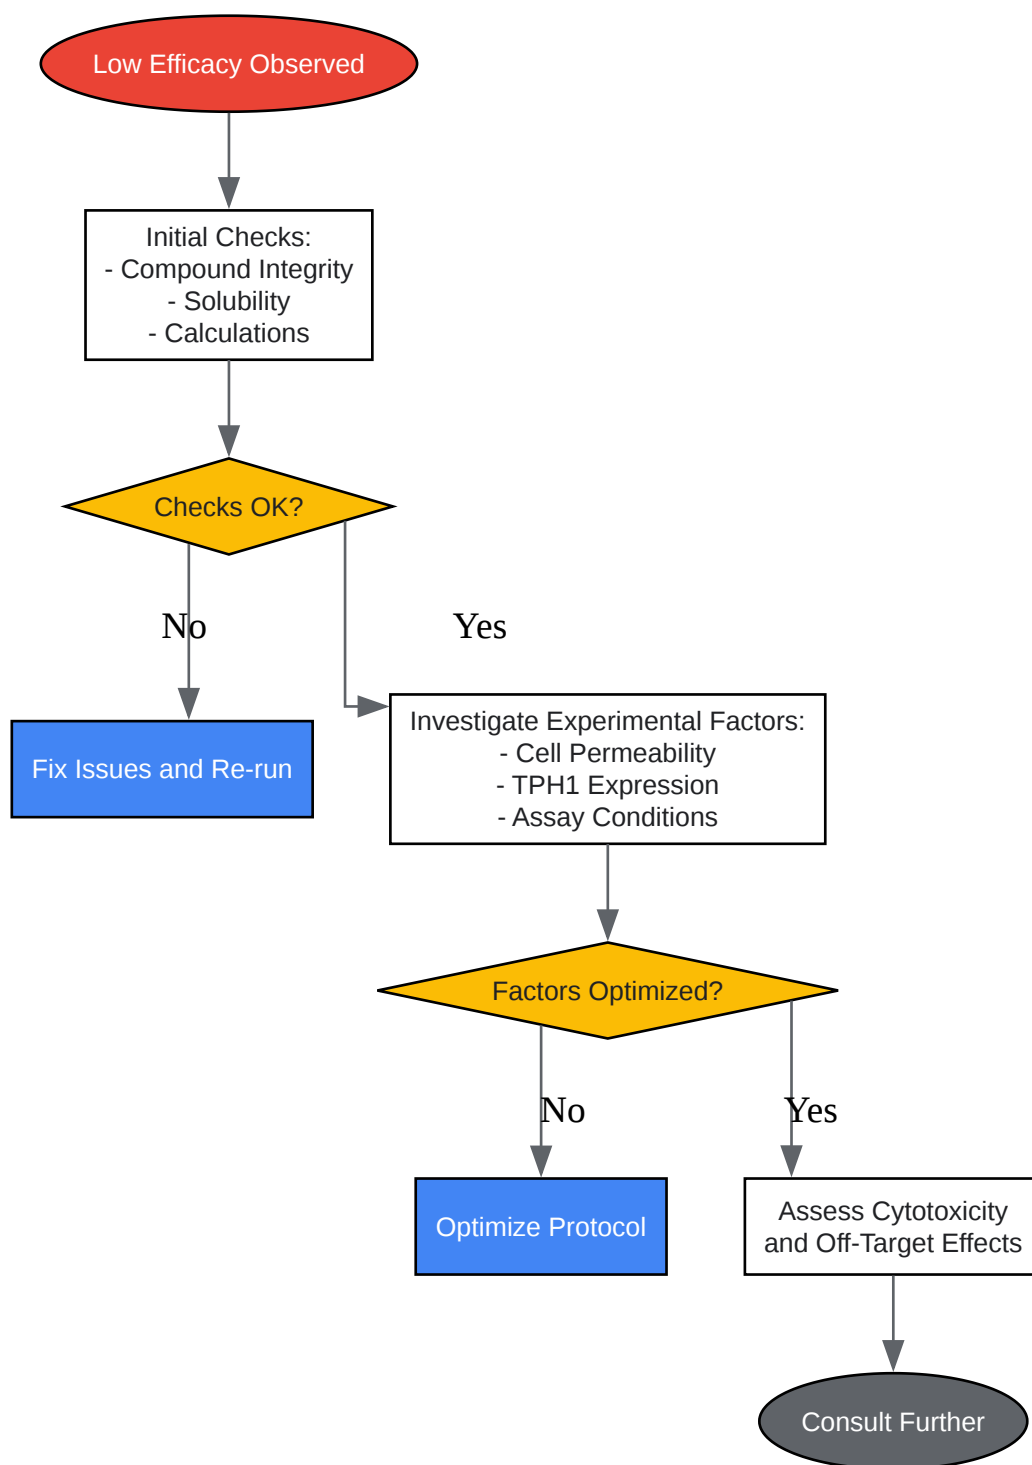 Low Efficacy Observed
Initial Checks:
- Compound Integrity
- Solubility
- Calculations
Checks OK?
No
Yes
Fix Issues and Re-run
Investigate Experimental Factors:
- Cell Permeability
- TPH1 Expression
- Assay Conditions
Factors Optimized?
No
Yes
Optimize Protocol
Assess Cytotoxicity
and Off-Target Effects
Consult Further